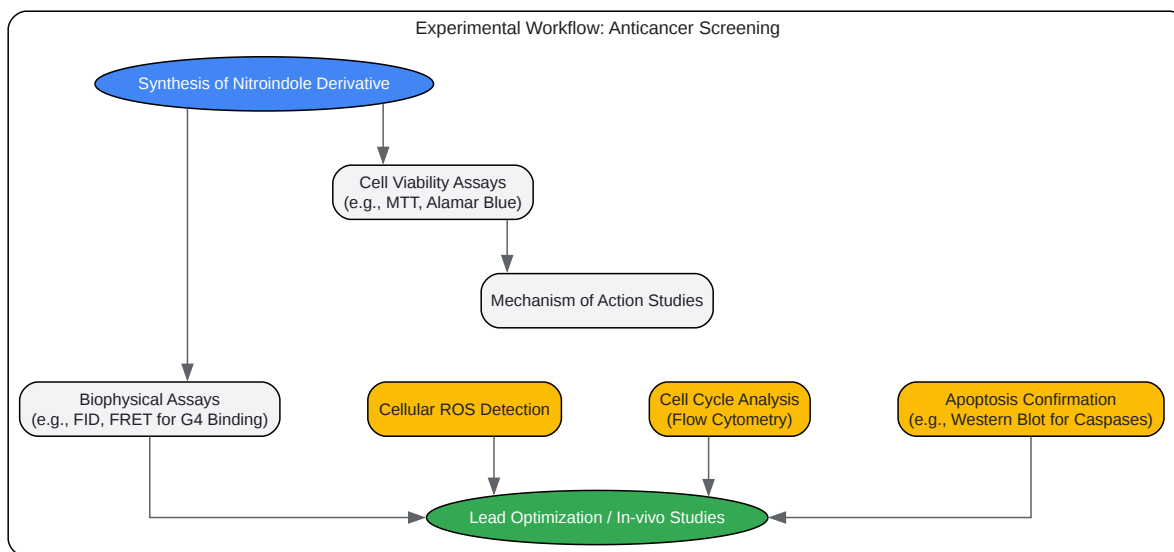 Experimental Workflow: Anticancer Screening
Synthesis of Nitroindole Derivative
Cell Viability Assays
(e.g., MTT, Alamar Blue)
Mechanism of Action Studies
Biophysical Assays
(e.g., FID, FRET for G4 Binding)
Cellular ROS Detection
Cell Cycle Analysis
(Flow Cytometry)
Apoptosis Confirmation
(e.g., Western Blot for Caspases)
Lead Optimization / In-vivo Studies